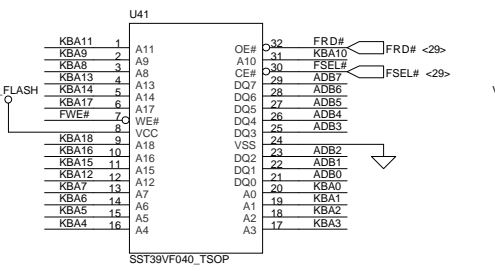 U41
KBA11 1 A11 OE# 32 FRD# FRD# <29>
KBA9 2 A9 A10 31 KBA10
KBA8 3 A8 CE# 30 FSEL# FSEL# <29>
KBA13 4 A13 DQ7 29 ADB7
_FLASH KBA14 5 A14 DQ6 28 ADB6
KBA17 6 A17 DQ5 27 ADB5
FWE# 7 WE# DQ4 26 ADB4
8 VCC DQ3 25 ADB3
KBA18 9 A18 VSS 24
KBA16 10 A16 DQ2 23 ADB2
KBA15 11 A15 DQ1 22 ADB1
KBA12 12 A12 DQ0 21 ADB0
KBA7 13 A7 A0 20 KBA0
KBA6 14 A6 A1 19 KBA1
KBA5 15 A5 A2 18 KBA2
KBA4 16 A4 A3 17 KBA3
SST39VF040_TSOP